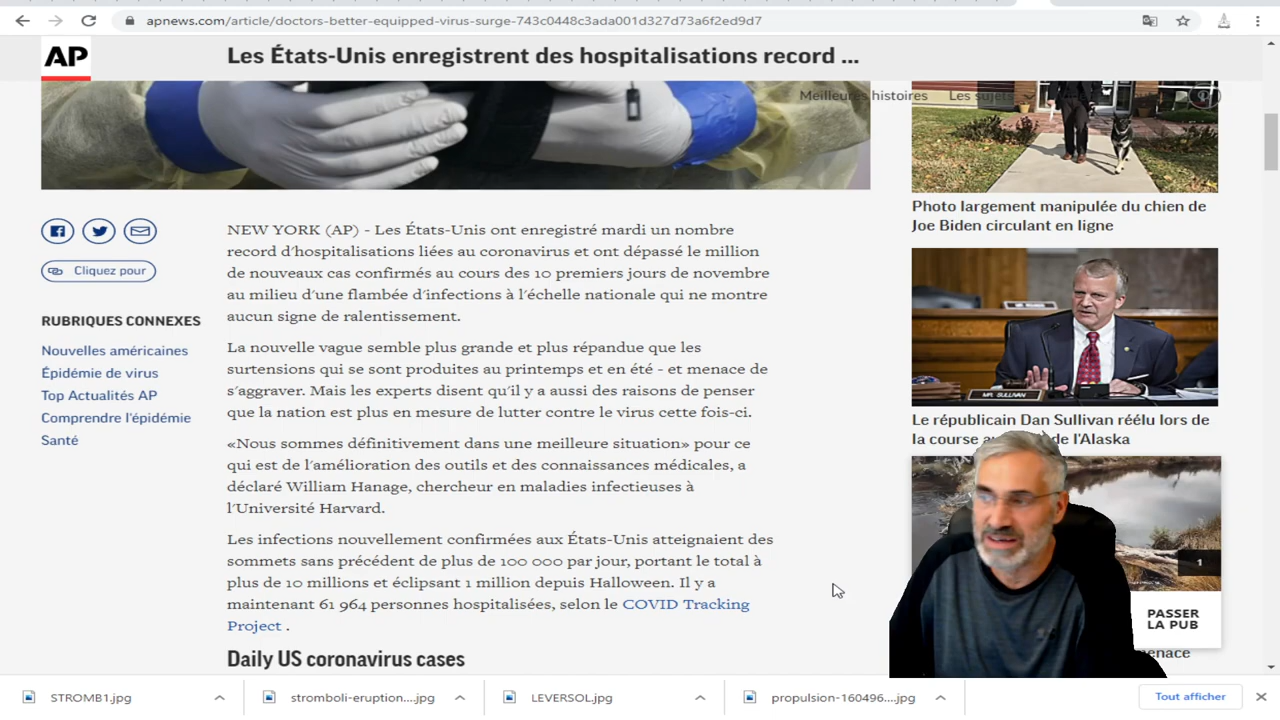 apnews.com/article/doctors-better-equipped-virus-surge-743c0448c3ada001d327d73a6f2ed9d7
AP
Les États-Unis enregistrent des hospitalisations record ...
Meilleures histoires
Les sujets
Cliquez pour
RUBRIQUES CONNEXES
Nouvelles américaines
Épidémie de virus
Top Actualités AP
Comprendre l'épidémie
Santé
NEW YORK (AP) - Les États-Unis ont enregistré mardi un nombre
record d'hospitalisations liées au coronavirus et ont dépassé le million
de nouveaux cas confirmés au cours des 10 premiers jours de novembre
au milieu d'une flambée d'infections à l'échelle nationale qui ne montre
aucun signe de ralentissement.
La nouvelle vague semble plus grande et plus répandue que les
surtensions qui se sont produites au printemps et en été - et menace de
s'aggraver. Mais les experts disent qu'il y a aussi des raisons de penser
que la nation est plus en mesure de lutter contre le virus cette fois-ci.
«Nous sommes définitivement dans une meilleure situation» pour ce
qui est de l'amélioration des outils et des connaissances médicales, a
déclaré William Hanage, chercheur en maladies infectieuses à
l'Université Harvard.
Les infections nouvellement confirmées aux États-Unis atteignaient des
sommets sans précédent de plus de 100 000 par jour, portant le total à
plus de 10 millions et éclipsant 1 million depuis Halloween. Il y a
maintenant 61 964 personnes hospitalisées, selon le COVID Tracking
Project .
Daily US coronavirus cases
Photo largement manipulée du chien de
Joe Biden circulant en ligne
MR. SULLIVAN
Le républicain Dan Sullivan réélu lors de
la course de l'Alaska
1
PASSER
LA PUB
menace
STROMB1.jpg
stromboli-eruption....jpg
LEVERSOL.jpg
propulsion-160496....jpg
Tout afficher